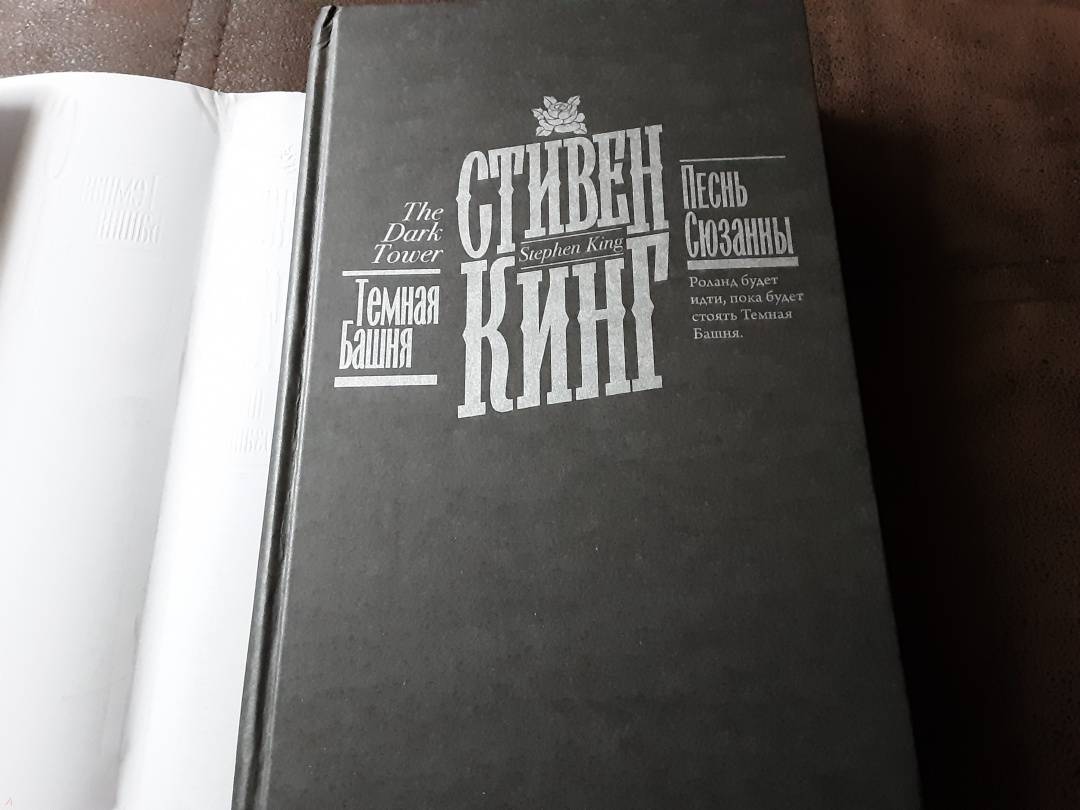 The
Dark
Tower
Темная
Башня
СТИВЕН
Stephen King
КИНГ
Песнь
Сюзанны
Роланд будет
идти, пока будет
стоять Темная
Башня.